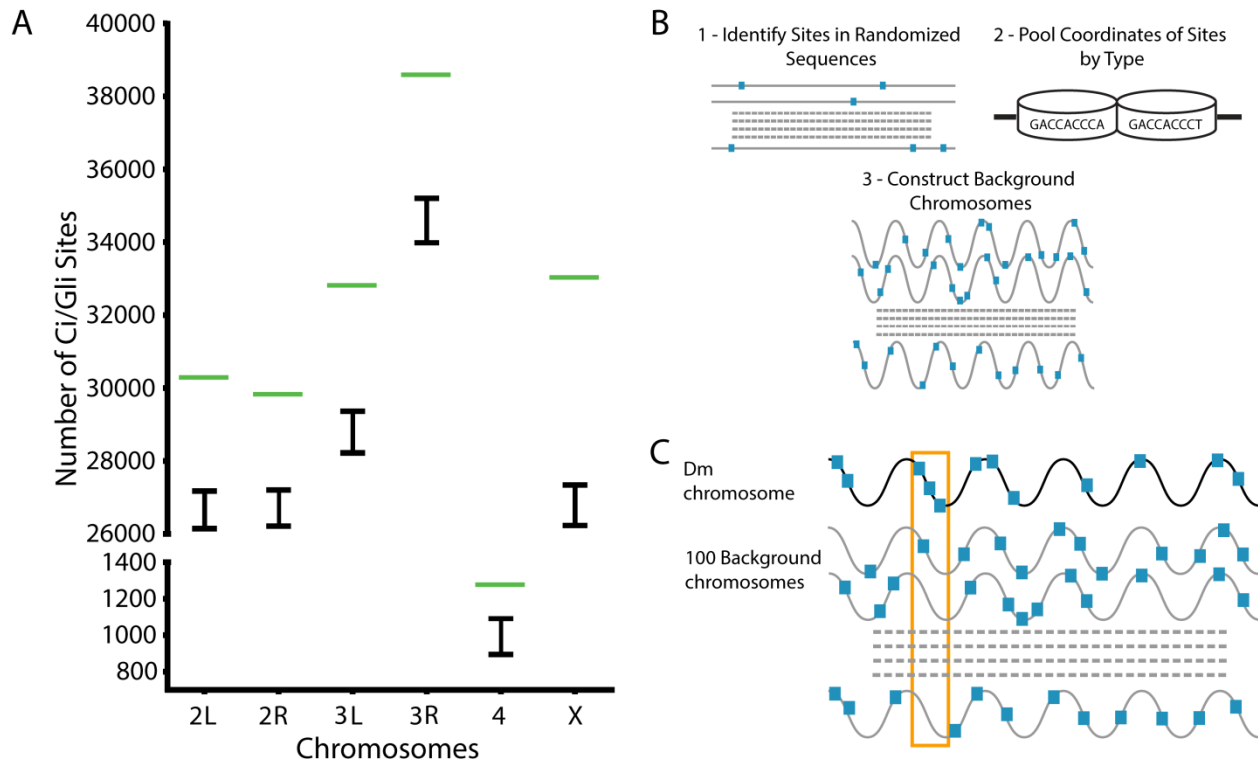 A
40000
38000
36000
34000
32000
30000
28000
26000
1400
1200
1000
800
Number of Ci/Gli Sites
2L 2R 3L 3R 4 X
Chromosomes
B
1 - Identify Sites in Randomized
Sequences
2 - Pool Coordinates of Sites
by Type
GACCACCCA GACCACCCT
3 - Construct Background
Chromosomes
C
Dm
chromosome
100 Background
chromosomes